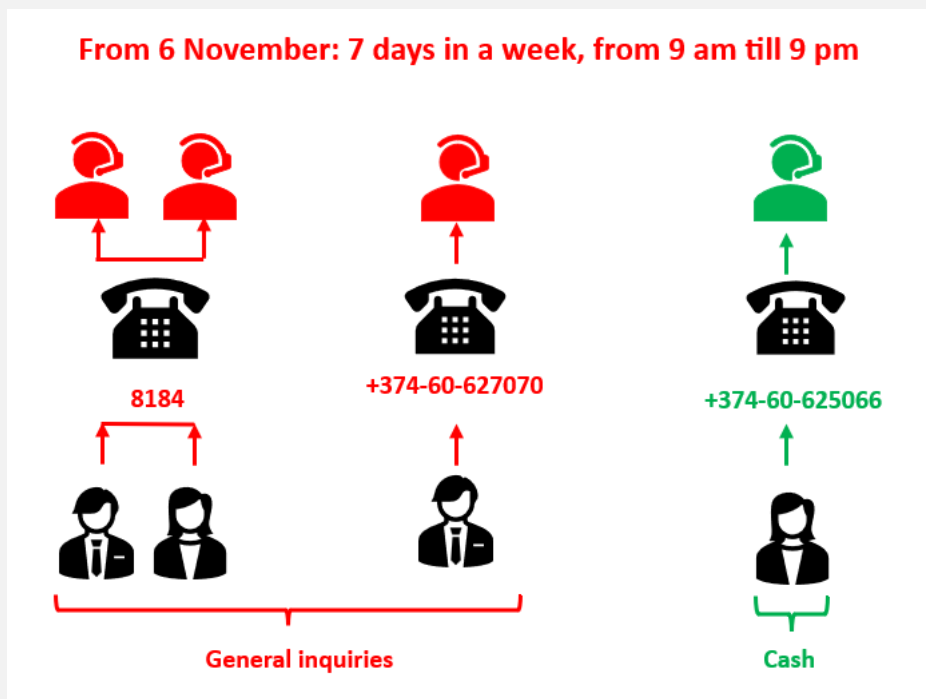 From 6 November: 7 days in a week, from 9 am till 9 pm
8184
+374-60-627070
+374-60-625066
General inquiries
Cash